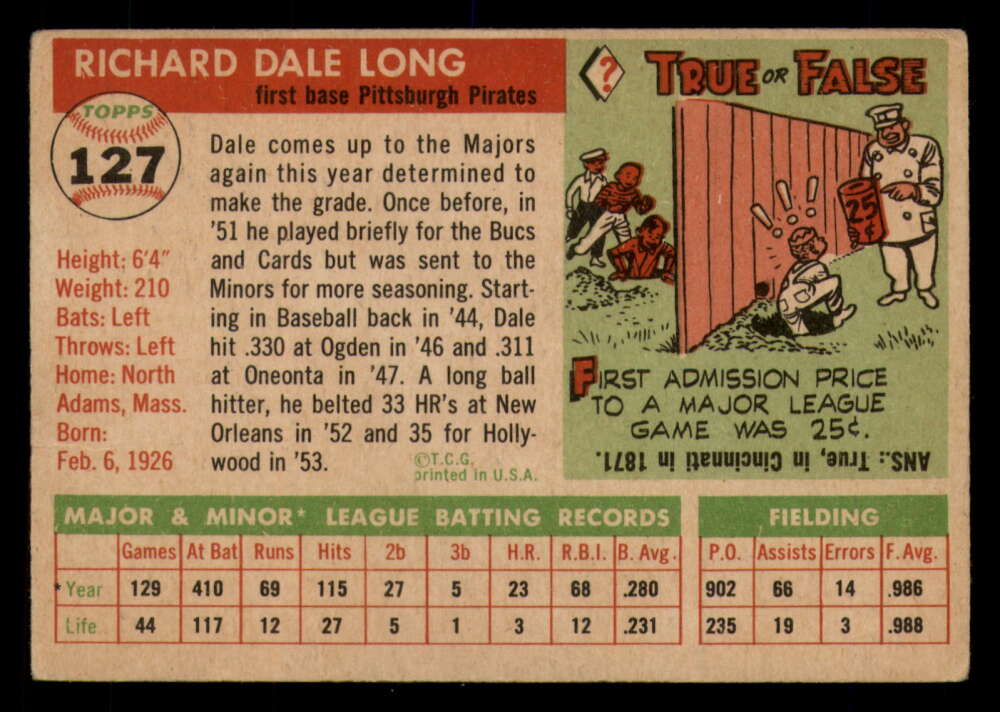 RICHARD DALE LONG
first base Pittsburgh Pirates
TOPPS
127
Height: 6'4"
Weight: 210
Bats: Left
Throws: Left
Home: North
Adams, Mass.
Born:
Feb. 6, 1926
Dale comes up to the Majors
again this year determined to
make the grade. Once before, in
'51 he played briefly for the Bucs
and Cards but was sent to the
Minors for more seasoning. Start-
ing in Baseball back in '44, Dale
hit .330 at Ogden in '46 and .311
at Oneonta in '47. A long ball
hitter, he belted 33 HR's at New
Orleans in '52 and 35 for Holly-
wood in '53.
©T.C.G.
printed in U.S.A.
?
TRUE OR FALSE
! ! !
25
¢
FIRST ADMISSION PRICE
TO A MAJOR LEAGUE
GAME WAS 25¢.
ANS.: True, in Cincinnati in 1871.
MAJOR & MINOR* LEAGUE BATTING RECORDS
Games At Bat Runs Hits 2b 3b H.R. R.B.I. B. Avg.
*Year 129 410 69 115 27 5 23 68 .280
Life 44 117 12 27 5 1 3 12 .231
FIELDING
P.O. Assists Errors F. Avg.
902 66 14 .986
235 19 3 .988